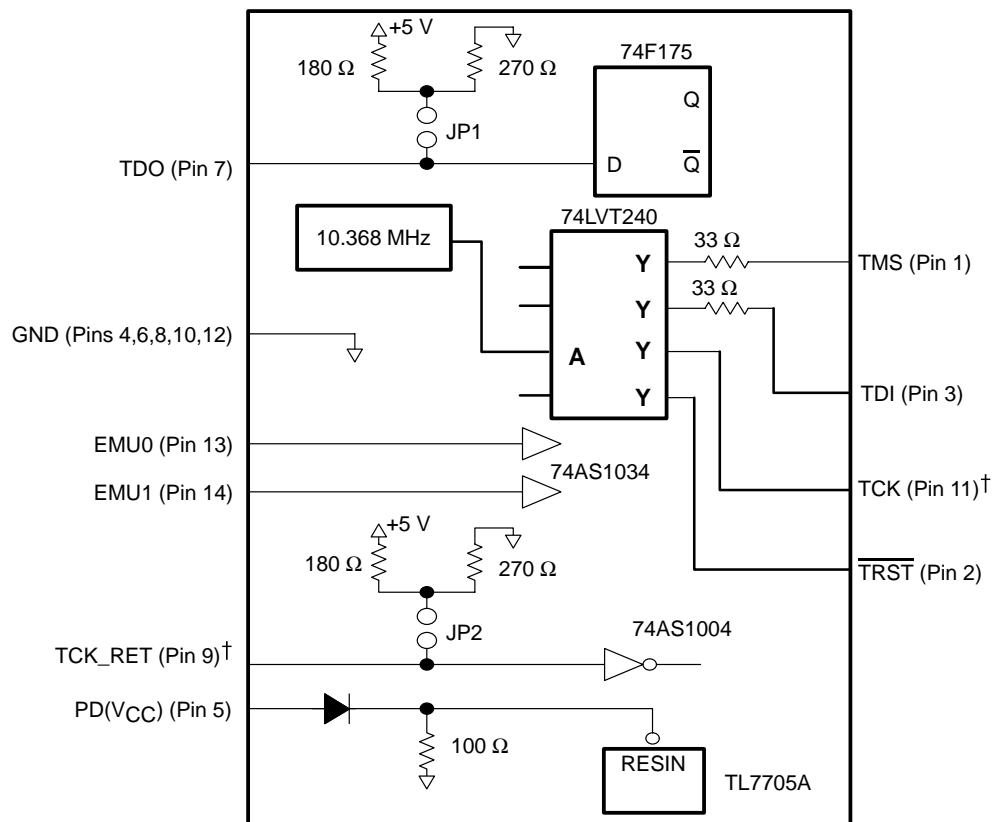 +5 V
180 Ω
270 Ω
JP1
74F175
Q
D
Q̅
TDO (Pin 7)
74LVT240
10.368 MHz
Y
33 Ω
TMS (Pin 1)
Y
33 Ω
GND (Pins 4,6,8,10,12)
A
Y
Y
TDI (Pin 3)
EMU0 (Pin 13)
74AS1034
EMU1 (Pin 14)
TCK (Pin 11)†
+5 V
180 Ω
270 Ω
T̅R̅S̅T̅ (Pin 2)
JP2
74AS1004
TCK_RET (Pin 9)†
PD(VCC) (Pin 5)
100 Ω
RESIN
TL7705A